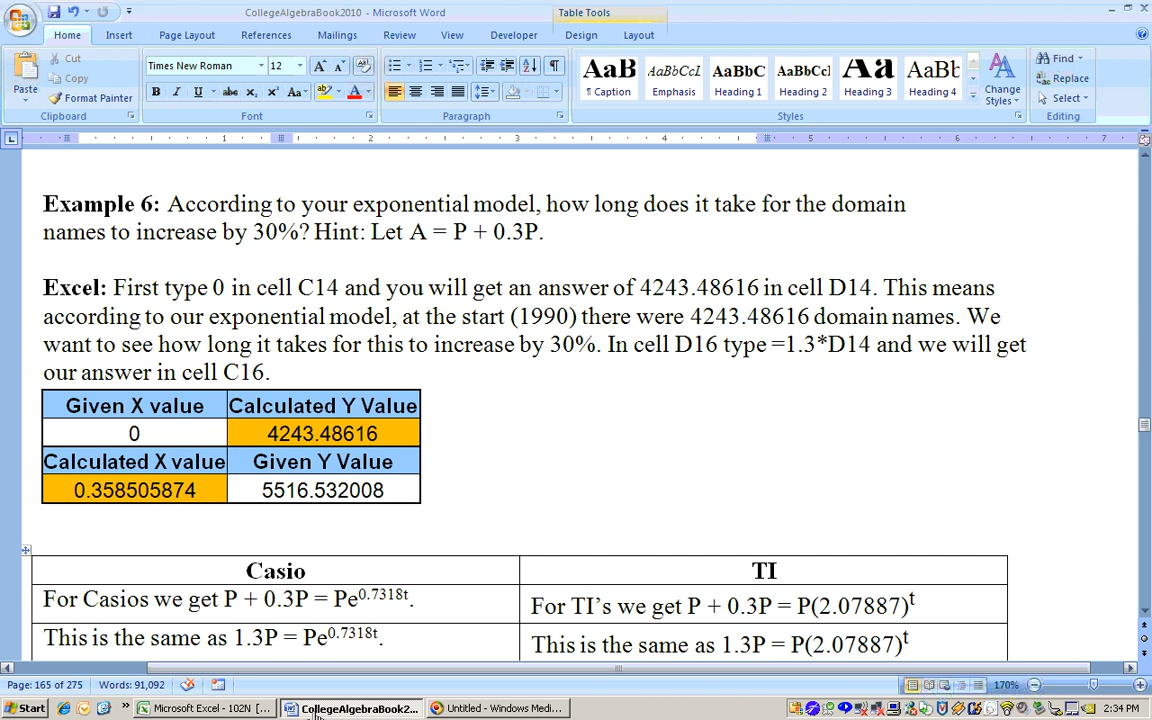 CollegeAlgebraBook2010 - Microsoft Word
Table Tools
Home Insert Page Layout References Mailings Review View Developer Design Layout
Paste Cut Copy Format Painter
Times New Roman 12
¶ Caption Emphasis Heading 1 Heading 2 Heading 3 Heading 4
Change Styles
Find Replace Select
Clipboard Font Paragraph Styles Editing
Example 6: According to your exponential model, how long does it take for the domain
names to increase by 30%? Hint: Let A = P + 0.3P.
Excel: First type 0 in cell C14 and you will get an answer of 4243.48616 in cell D14. This means
according to our exponential model, at the start (1990) there were 4243.48616 domain names. We
want to see how long it takes for this to increase by 30%. In cell D16 type =1.3*D14 and we will get
our answer in cell C16.
Given X value Calculated Y Value
0 4243.48616
Calculated X value Given Y Value
0.358505874 5516.532008
Casio TI
For Casios we get P + 0.3P = Pe^0.7318t. For TI's we get P + 0.3P = P(2.07887)^t
This is the same as 1.3P = Pe^0.7318t. This is the same as 1.3P = P(2.07887)^t
Page: 165 of 275 Words: 91,092 170%
Start Microsoft Excel - 102N [... CollegeAlgebraBook2... Untitled - Windows Medi... 2:34 PM